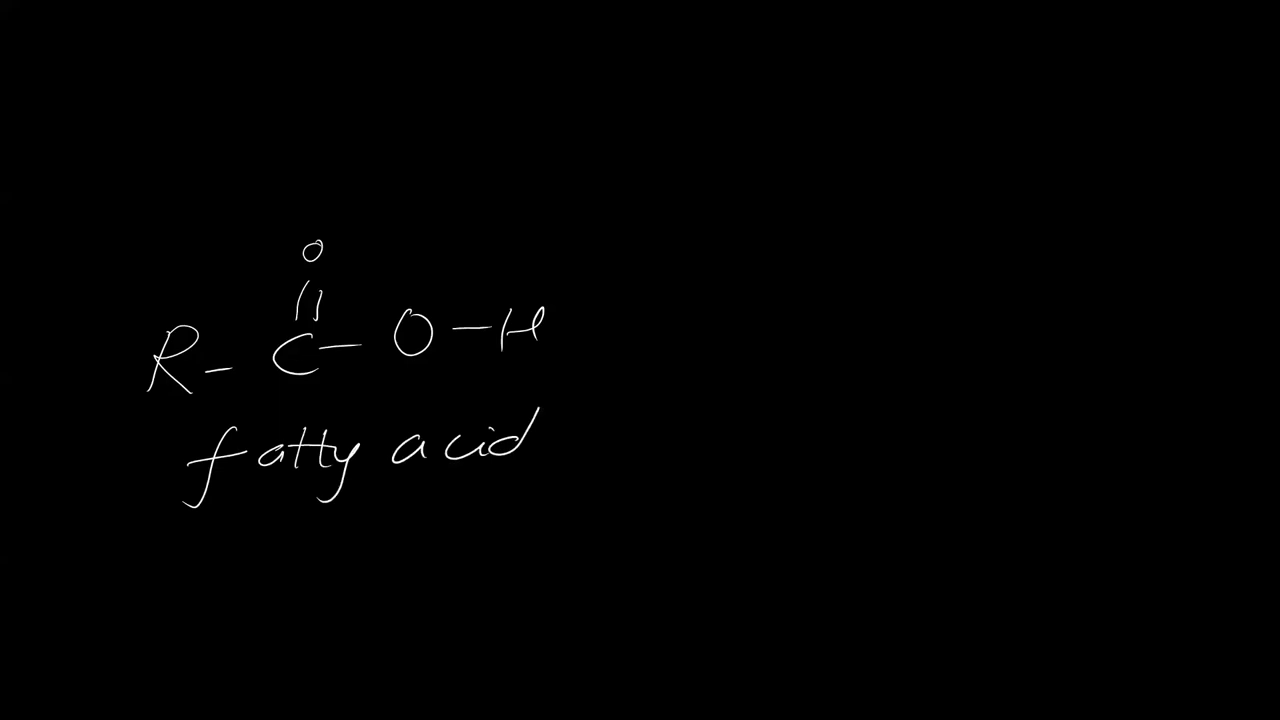 O
||
R - C - O - H
fatty acid